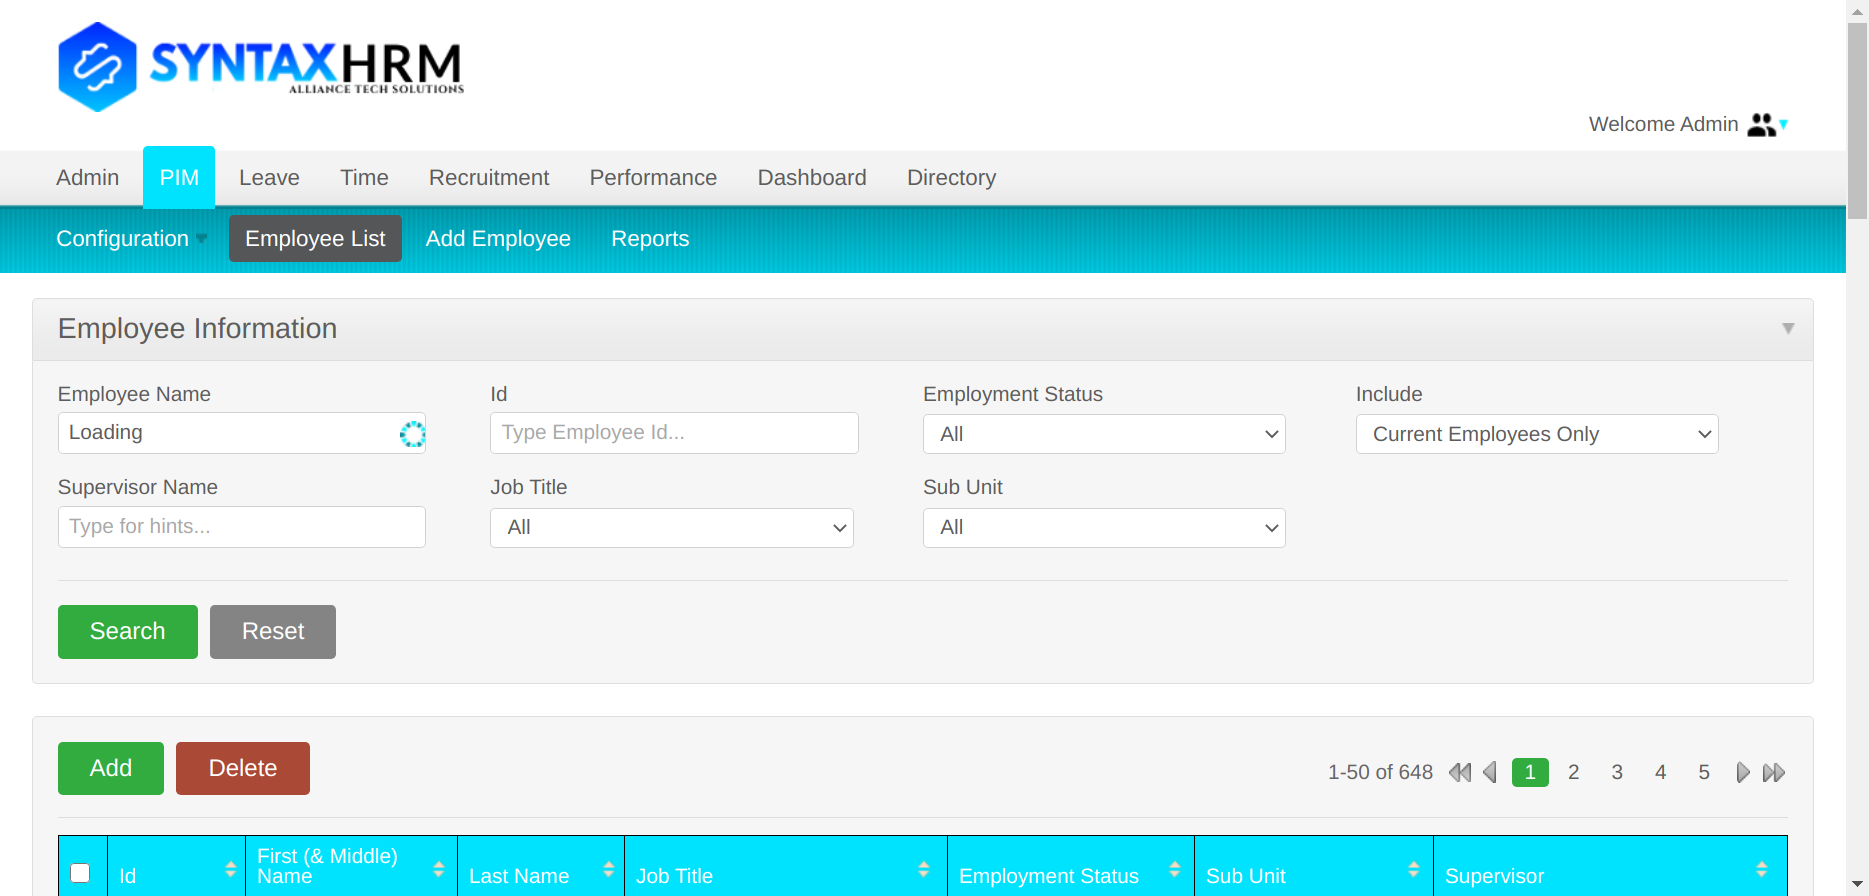 SYNTAXHRM
ALLIANCE TECH SOLUTIONS
Welcome Admin
Admin PIM Leave Time Recruitment Performance Dashboard Directory
Configuration Employee List Add Employee Reports
Employee Information
Employee Name Id Employment Status Include
Loading Type Employee Id... All Current Employees Only
Supervisor Name Job Title Sub Unit
Type for hints... All All
Search Reset
Add Delete 1-50 of 648 1 2 3 4 5
Id First (& Middle) Name Last Name Job Title Employment Status Sub Unit Supervisor